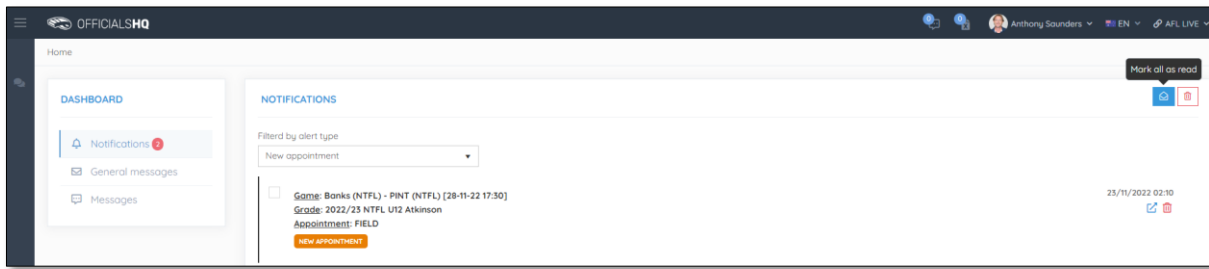 OFFICIALSHQ
0
0
Anthony Saunders
EN
AFL LIVE
Home
Mark all as read
DASHBOARD
Notifications 2
General messages
Messages
NOTIFICATIONS
Filterd by alert type
New appointment
Game: Banks (NTFL) - PINT (NTFL) [28-11-22 17:30]
23/11/2022 02:10
Grade: 2022/23 NTFL U12 Atkinson
Appointment: FIELD
NEW APPOINTMENT